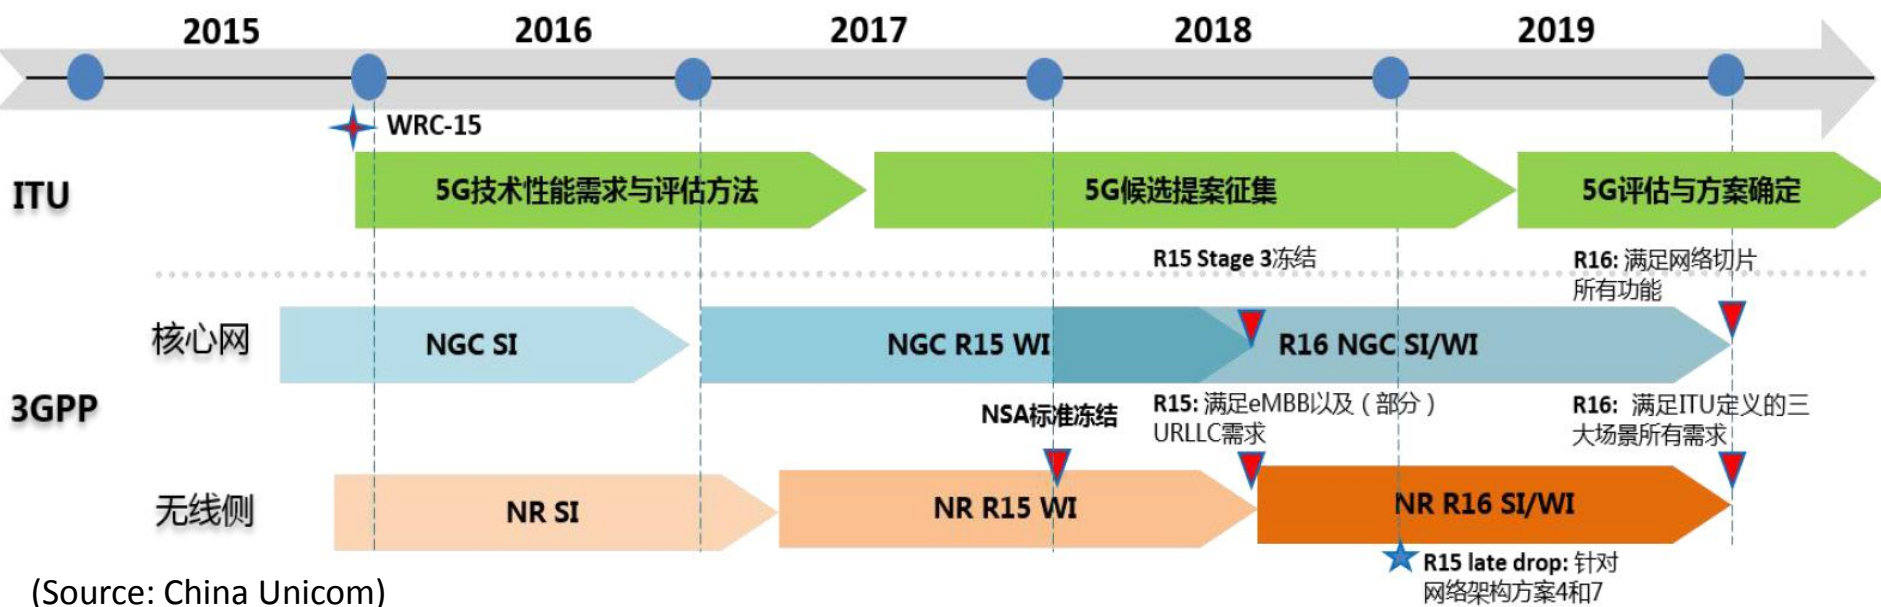 2015 2016 2017 2018 2019
WRC-15
ITU
5G技术性能需求与评估方法
5G候选提案征集
5G评估与方案确定
R15 Stage 3冻结
R16: 满足网络切片
所有功能
核心网
NGC SI
NGC R15 WI
R16 NGC SI/WI
3GPP
NSA标准冻结
R15: 满足eMBB以及（部分）
URLLC需求
R16: 满足ITU定义的三
大场景所有需求
无线侧
NR SI
NR R15 WI
NR R16 SI/WI
R15 late drop: 针对
网络架构方案4和7
(Source: China Unicom)